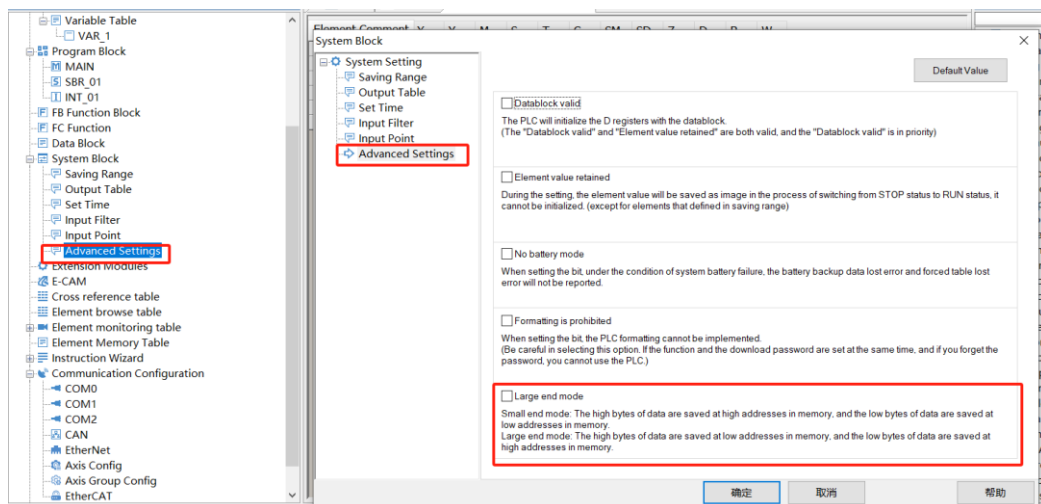 Variable Table
VAR_1
Program Block
MAIN
SBR_01
INT_01
FB Function Block
FC Function
Data Block
System Block
Saving Range
Output Table
Set Time
Input Filter
Input Point
Advanced Settings
Extension Modules
E-CAM
Cross reference table
Element browse table
Element monitoring table
Element Memory Table
Instruction Wizard
Communication Configuration
COM0
COM1
COM2
CAN
EtherNet
Axis Config
Axis Group Config
EtherCAT
Element Comment
System Block
System Setting
Saving Range
Output Table
Set Time
Input Filter
Input Point
Advanced Settings
Default Value
Datablock valid
The PLC will initialize the D registers with the datablock.
(The "Datablock valid" and "Element value retained" are both valid, and the "Datablock valid" is in priority)
Element value retained
During the setting, the element value will be saved as image in the process of switching from STOP status to RUN status, it
cannot be initialized. (except for elements that defined in saving range)
No battery mode
When setting the bit, under the condition of system battery failure, the battery backup data lost error and forced table lost
error will not be reported.
Formatting is prohibited
When setting the bit, the PLC formatting cannot be implemented.
(Be careful in selecting this option. If the function and the download password are set at the same time, and if you forget the
password, you cannot use the PLC.)
Large end mode
Small end mode: The high bytes of data are saved at high addresses in memory, and the low bytes of data are saved at
low addresses in memory.
Large end mode: The high bytes of data are saved at low addresses in memory, and the low bytes of data are saved at
high addresses in memory.
确定
取消
帮助